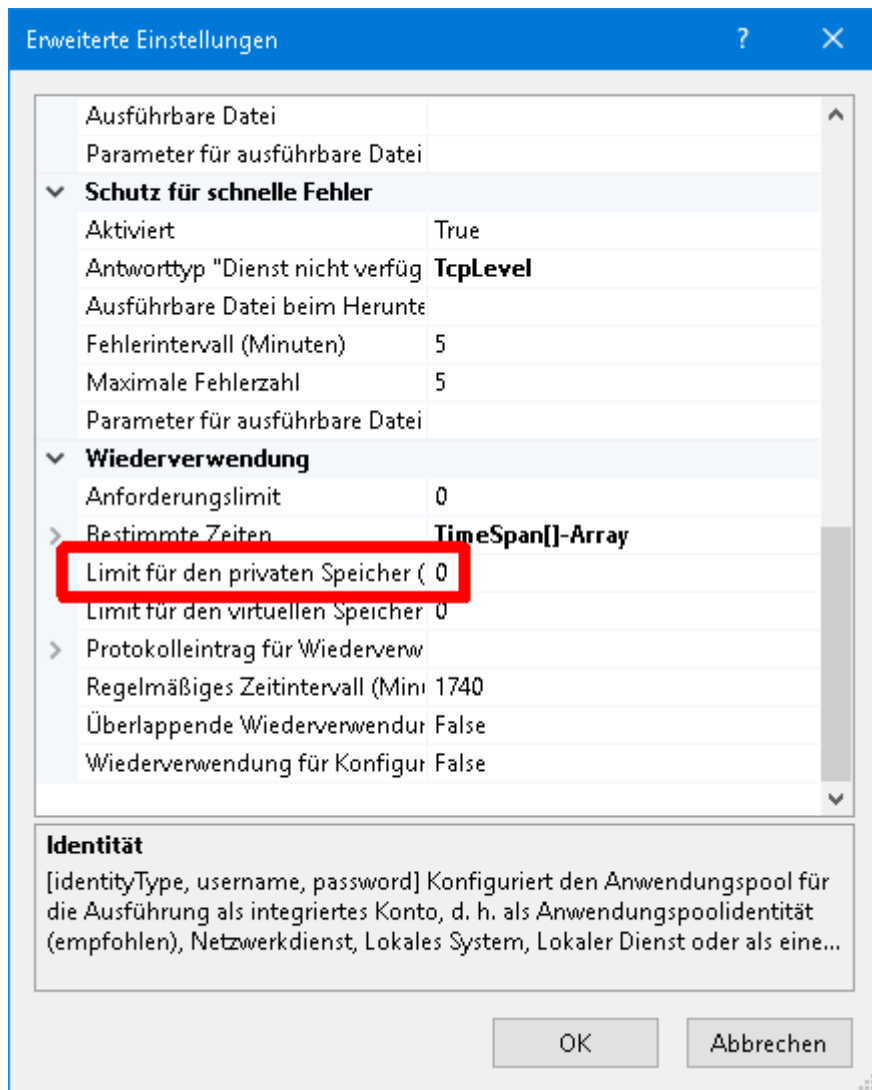 Erweiterte Einstellungen ?
Ausführbare Datei
Parameter für ausführbare Datei
Schutz für schnelle Fehler
Aktiviert True
Antworttyp "Dienst nicht verfüg TcpLevel
Ausführbare Datei beim Herunte
Fehlerintervall (Minuten) 5
Maximale Fehlerzahl 5
Parameter für ausführbare Datei
Wiederverwendung
Anforderungslimit 0
Bestimmte Zeiten TimeSpan[]-Array
Limit für den privaten Speicher ( 0
Limit für den virtuellen Speicher 0
Protokolleintrag für Wiederverw
Regelmäßiges Zeitintervall (Minu 1740
Überlappende Wiederverwendur False
Wiederverwendung für Konfigur False
Identität
[identityType, username, password] Konfiguriert den Anwendungspool für
die Ausführung als integriertes Konto, d. h. als Anwendungspoolidentität
(empfohlen), Netzwerkdienst, Lokales System, Lokaler Dienst oder als eine...
OK Abbrechen